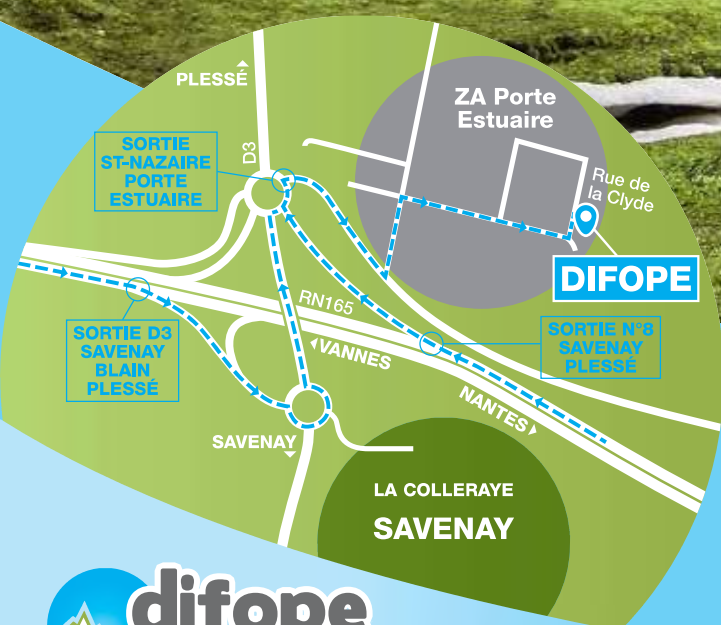 PLESSÉ
SORTIE
ST-NAZAIRE
PORTE
ESTUAIRE
D3
ZA Porte
Estuaire
Rue de
la Clyde
DIFOPE
RN165
SORTIE D3
SAVENAY
BLAIN
PLESSÉ
VANNES
SORTIE N°8
SAVENAY
PLESSÉ
NANTES
SAVENAY
LA COLLERAYE
SAVENAY
difope